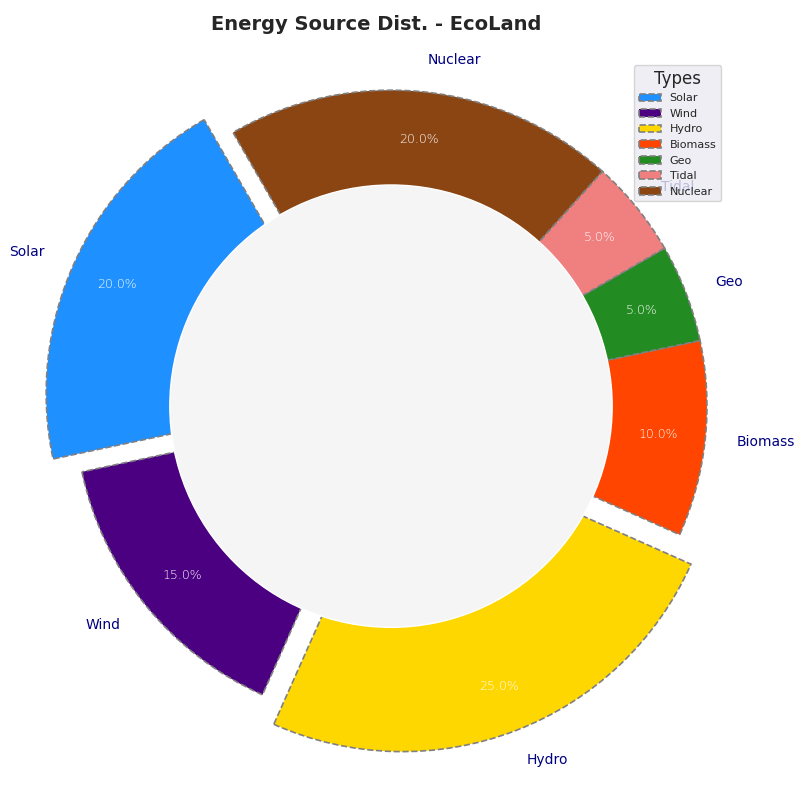 Energy Source Dist. - EcoLand
Nuclear
Types
Solar
Wind
Hydro
Biomass
Geo
Tidal
Nuclear
Tidal
20.0%
5.0%
Solar
20.0%
Geo
5.0%
10.0%
Biomass
15.0%
Wind
25.0%
Hydro